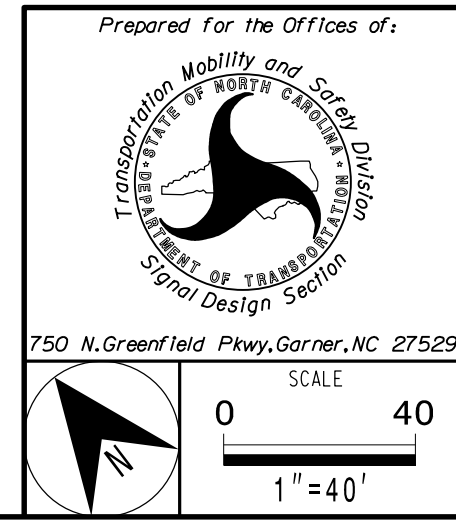 Prepared for the Offices of:
Transportation Mobility and Safety Division
STATE OF NORTH CAROLINA
DEPARTMENT OF TRANSPORTATION
Signal Design Section
750 N.Greenfield Pkwy,Garner,NC 27529
N
SCALE
0 40
1"=40'